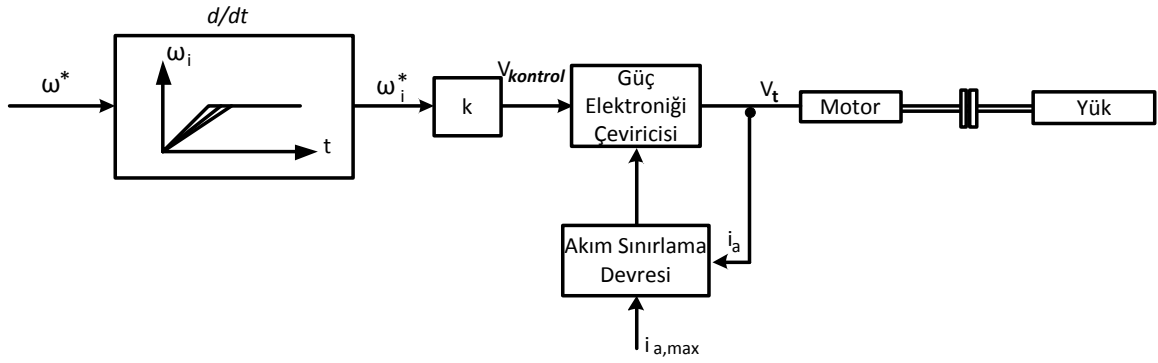 d/dt
ω*
ωi
t
ωi*
k
Vkontrol
Güç
Elektroniği
Çeviricisi
Vt
Motor
Yük
Akım Sınırlama
Devresi
ia
ia,max